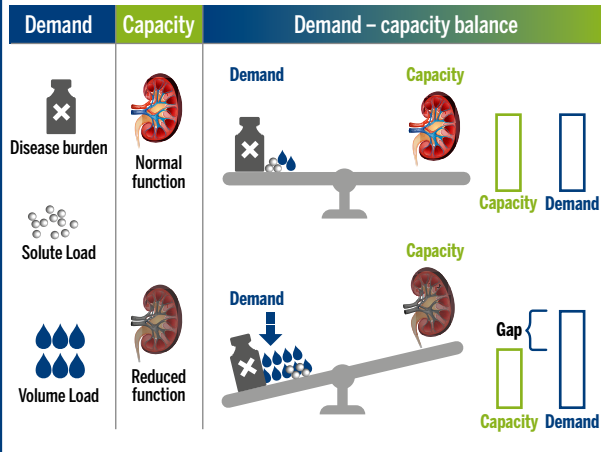 Demand
Capacity
Demand – capacity balance
Disease burden
Solute Load
Volume Load
Normal
function
Reduced
function
Demand
Capacity
Capacity
Demand
Capacity
Demand
Gap
Capacity
Demand